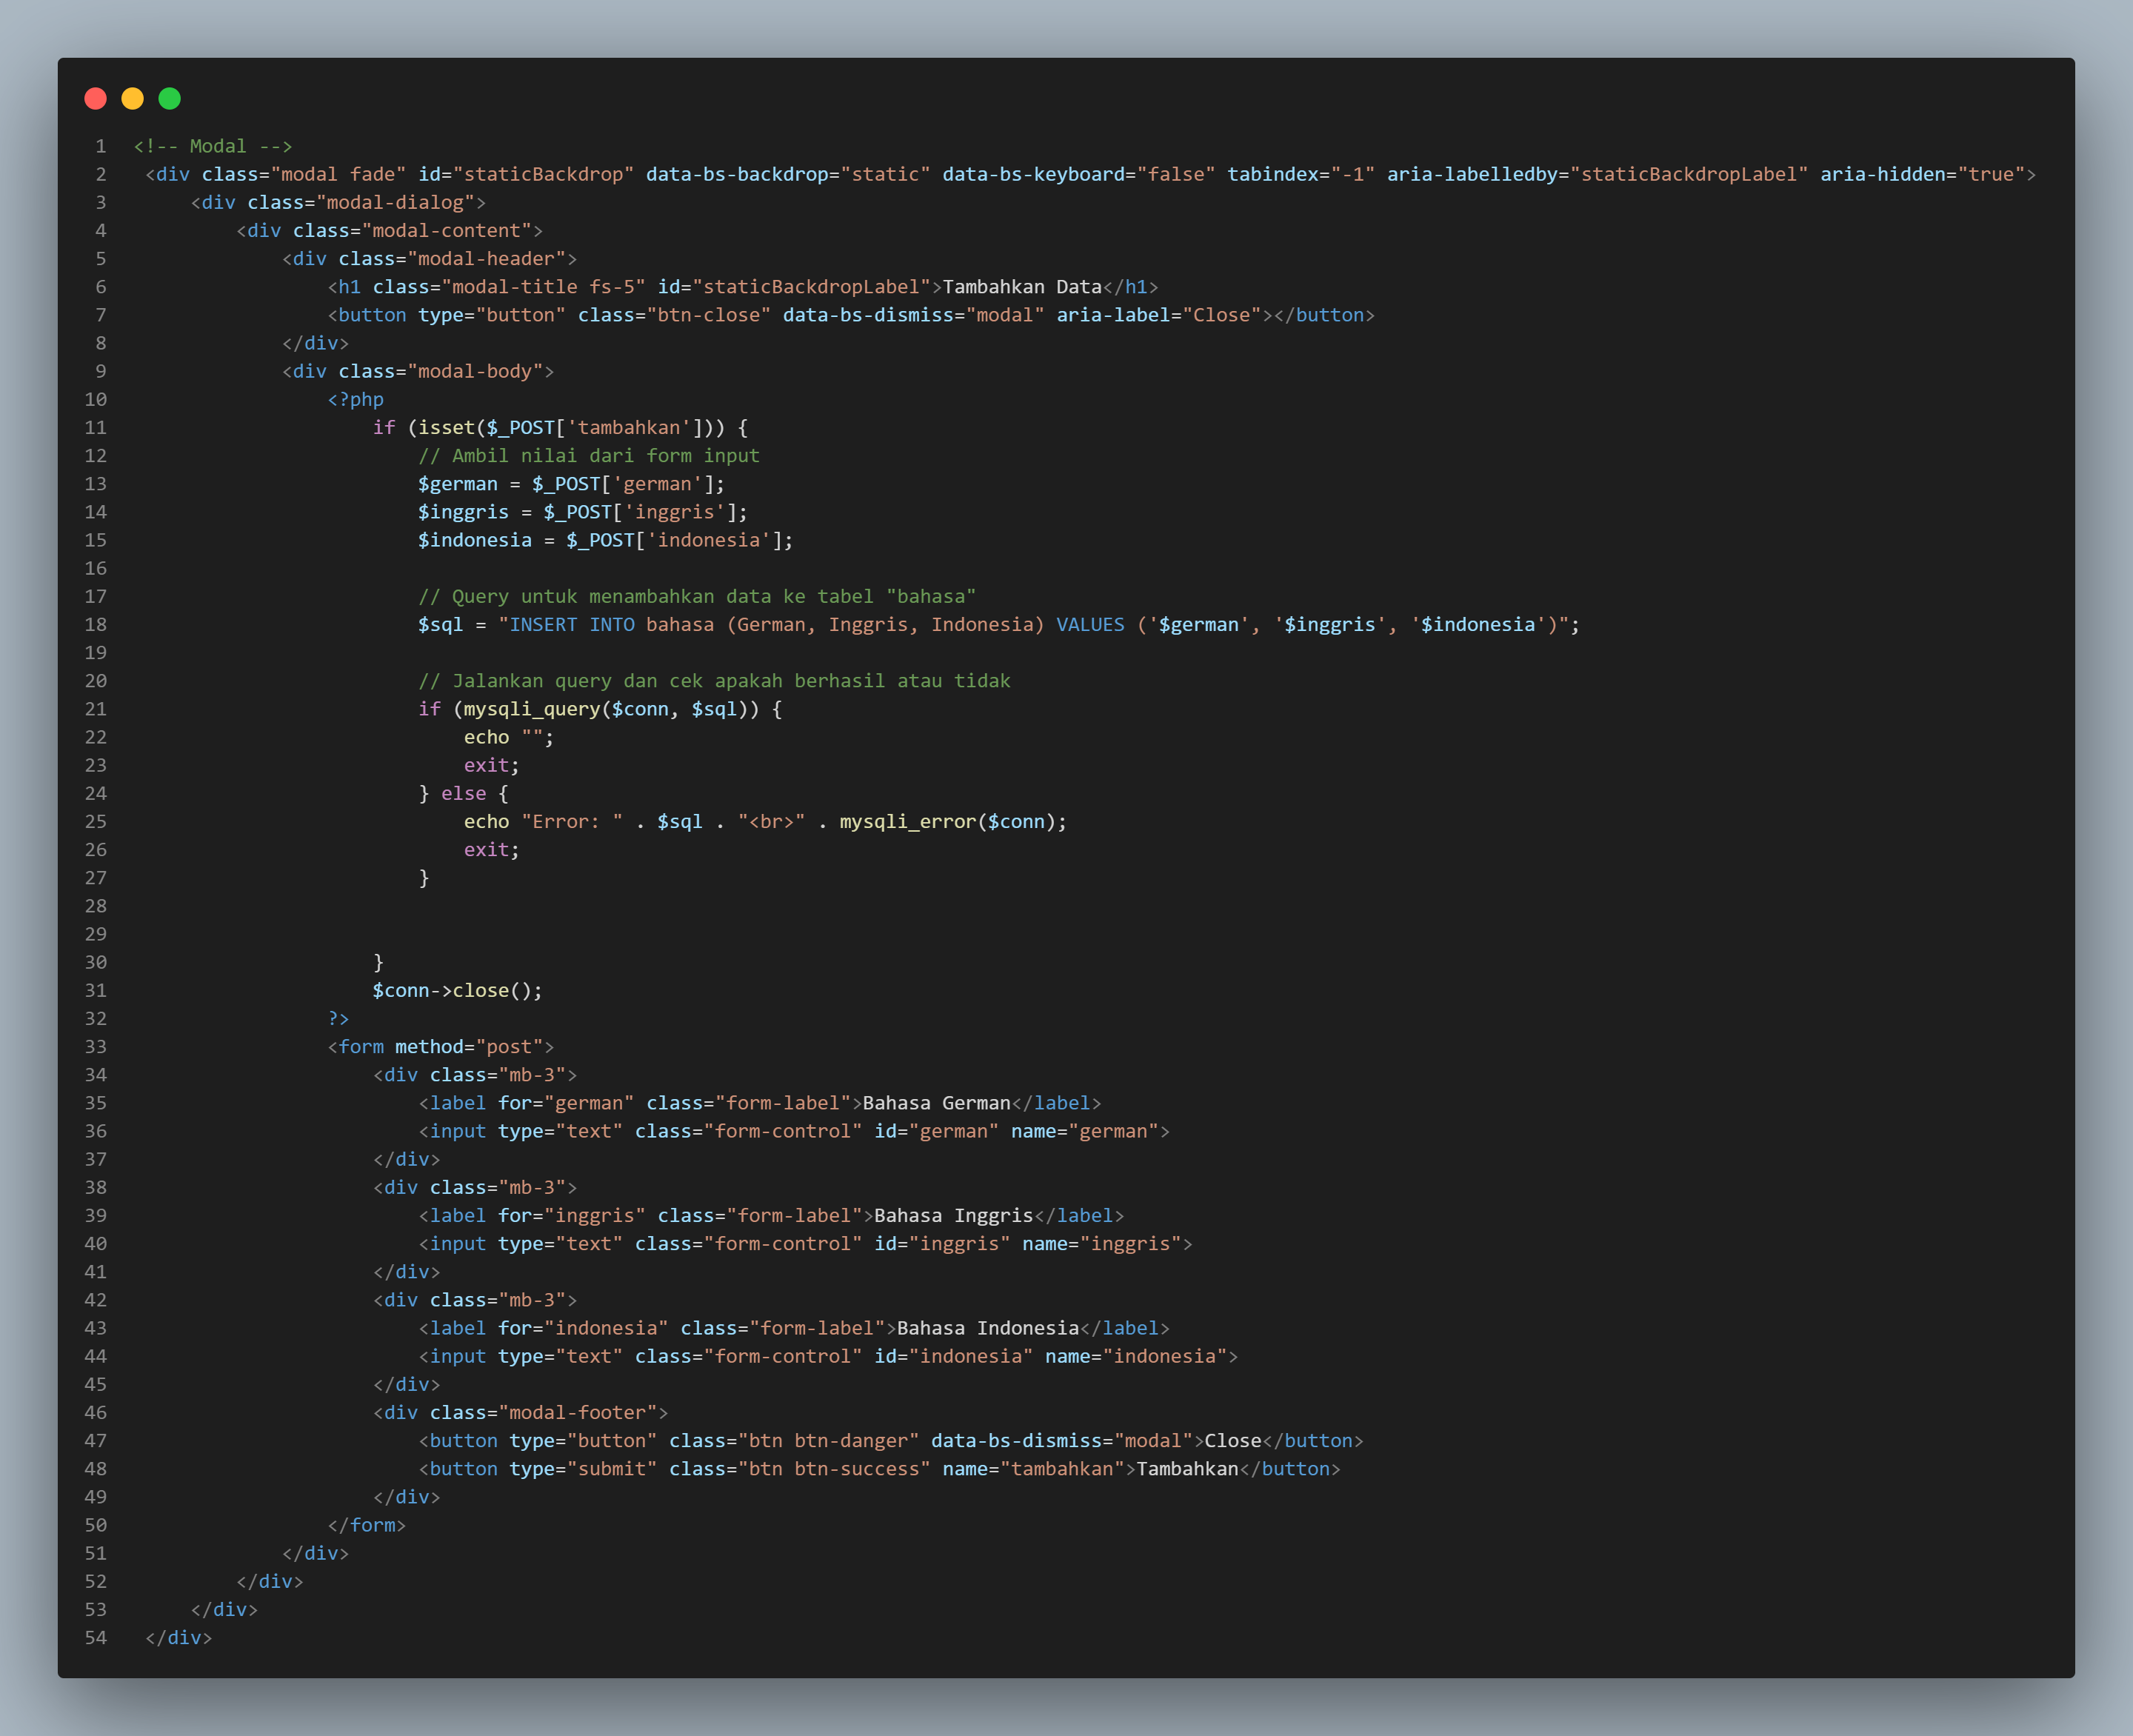 1 <!-- Modal -->
2 <div class="modal fade" id="staticBackdrop" data-bs-backdrop="static" data-bs-keyboard="false" tabindex="-1" aria-labelledby="staticBackdropLabel" aria-hidden="true">
3 <div class="modal-dialog">
4 <div class="modal-content">
5 <div class="modal-header">
6 <h1 class="modal-title fs-5" id="staticBackdropLabel">Tambahkan Data</h1>
7 <button type="button" class="btn-close" data-bs-dismiss="modal" aria-label="Close"></button>
8 </div>
9 <div class="modal-body">
10 <?php
11 if (isset($_POST['tambahkan'])) {
12 // Ambil nilai dari form input
13 $german = $_POST['german'];
14 $inggris = $_POST['inggris'];
15 $indonesia = $_POST['indonesia'];
16
17 // Query untuk menambahkan data ke tabel "bahasa"
18 $sql = "INSERT INTO bahasa (German, Inggris, Indonesia) VALUES ('$german', '$inggris', '$indonesia')";
19
20 // Jalankan query dan cek apakah berhasil atau tidak
21 if (mysqli_query($conn, $sql)) {
22 echo "";
23 exit;
24 } else {
25 echo "Error: " . $sql . "<br>" . mysqli_error($conn);
26 exit;
27 }
28
29
30 }
31 $conn->close();
32 ?>
33 <form method="post">
34 <div class="mb-3">
35 <label for="german" class="form-label">Bahasa German</label>
36 <input type="text" class="form-control" id="german" name="german">
37 </div>
38 <div class="mb-3">
39 <label for="inggris" class="form-label">Bahasa Inggris</label>
40 <input type="text" class="form-control" id="inggris" name="inggris">
41 </div>
42 <div class="mb-3">
43 <label for="indonesia" class="form-label">Bahasa Indonesia</label>
44 <input type="text" class="form-control" id="indonesia" name="indonesia">
45 </div>
46 <div class="modal-footer">
47 <button type="button" class="btn btn-danger" data-bs-dismiss="modal">Close</button>
48 <button type="submit" class="btn btn-success" name="tambahkan">Tambahkan</button>
49 </div>
50 </form>
51 </div>
52 </div>
53 </div>
54 </div>